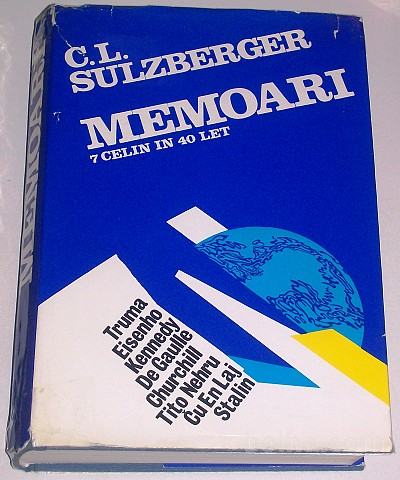 C.L.
SULZBERGER
MEMOARI
7 CELIN IN 40 LET
Truma
Eisenho
Kennedy
De Gaulle
Churchill
Tito Nehru
Ču En Laj
Stalin
MEMOARI